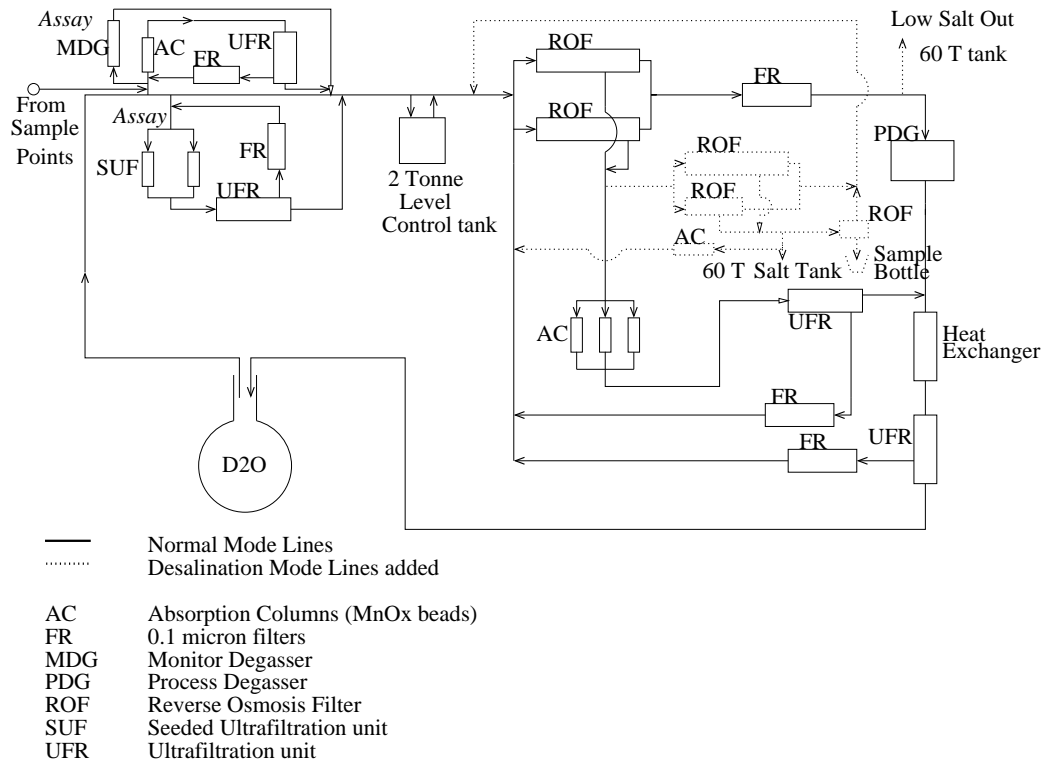 Assay
MDG
AC
UFR
FR
From
Sample
Points
Assay
SUF
FR
UFR
2 Tonne
Level
Control tank
ROF
ROF
FR
Low Salt Out
60 T tank
PDG
ROF
ROF
ROF
AC
60 T Salt Tank
Sample
Bottle
AC
UFR
Heat
Exchanger
FR
FR
UFR
D2O
Normal Mode Lines
Desalination Mode Lines added
AC Absorption Columns (MnOx beads)
FR 0.1 micron filters
MDG Monitor Degasser
PDG Process Degasser
ROF Reverse Osmosis Filter
SUF Seeded Ultrafiltration unit
UFR Ultrafiltration unit